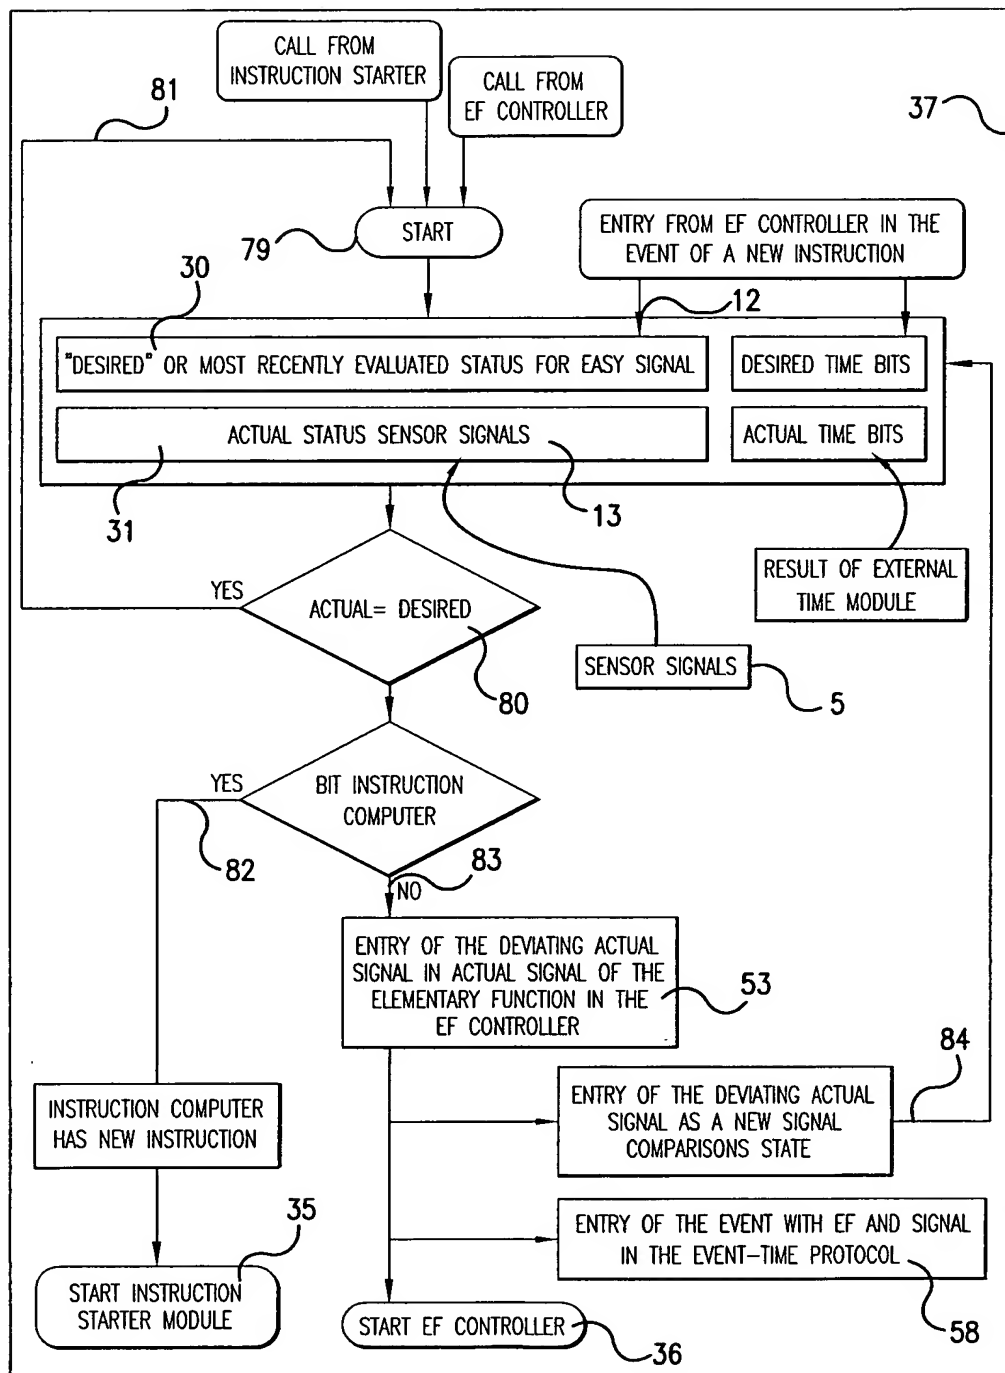 CALL FROM
INSTRUCTION STARTER
CALL FROM
EF CONTROLLER
81
37
START
79
ENTRY FROM EF CONTROLLER IN THE
EVENT OF A NEW INSTRUCTION
30
12
"DESIRED" OR MOST RECENTLY EVALUATED STATUS FOR EASY SIGNAL
DESIRED TIME BITS
ACTUAL STATUS SENSOR SIGNALS
ACTUAL TIME BITS
31
13
YES
ACTUAL= DESIRED
RESULT OF EXTERNAL
TIME MODULE
SENSOR SIGNALS
80
5
YES
BIT INSTRUCTION
COMPUTER
82
83
NO
ENTRY OF THE DEVIATING ACTUAL
SIGNAL IN ACTUAL SIGNAL OF THE
ELEMENTARY FUNCTION IN THE
EF CONTROLLER
53
84
INSTRUCTION COMPUTER
HAS NEW INSTRUCTION
ENTRY OF THE DEVIATING ACTUAL
SIGNAL AS A NEW SIGNAL
COMPARISONS STATE
35
ENTRY OF THE EVENT WITH EF AND SIGNAL
IN THE EVENT-TIME PROTOCOL
START INSTRUCTION
STARTER MODULE
START EF CONTROLLER
36
58